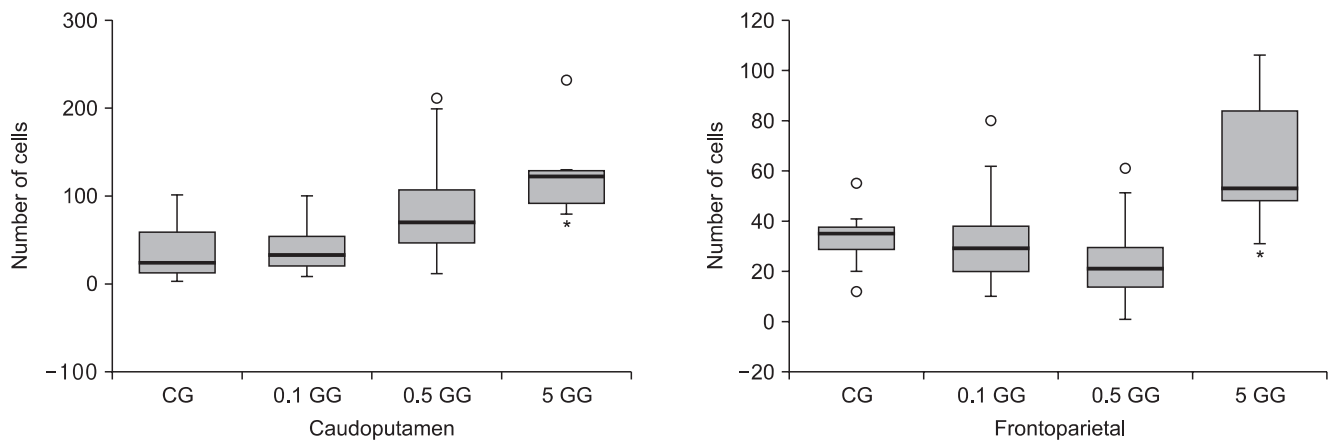 300
200
100
0
−100
Number of cells
*
CG 0.1 GG 0.5 GG 5 GG
Caudoputamen
120
100
80
60
40
20
0
−20
Number of cells
*
CG 0.1 GG 0.5 GG 5 GG
Frontoparietal